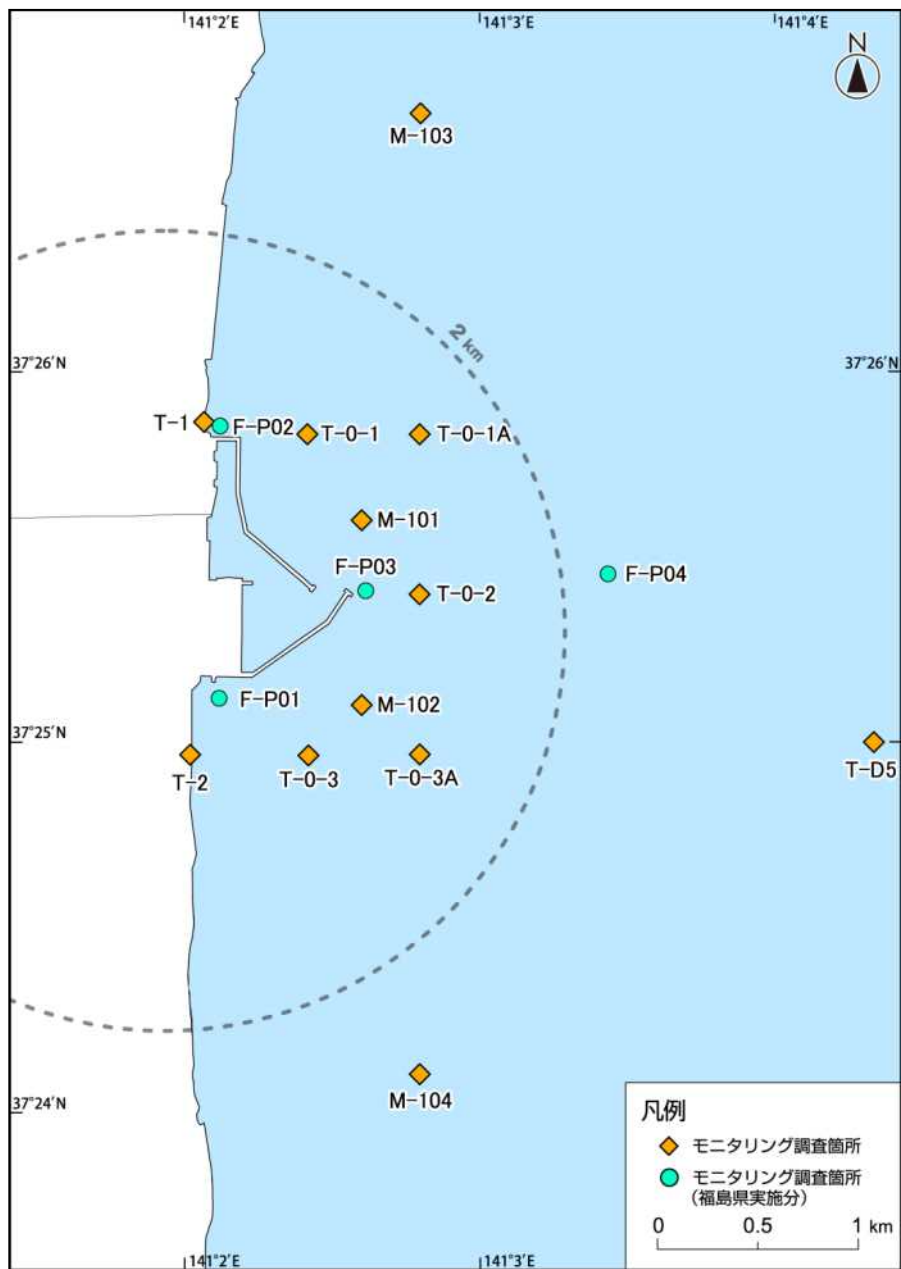 141°2′E
141°3′E
141°4′E
N
M-103
2 km
37°26′N
37°26′N
T-1
F-P02
T-0-1
T-0-1A
M-101
F-P03
F-P04
T-0-2
F-P01
M-102
37°25′N
T-2
T-0-3
T-0-3A
T-D5
M-104
37°24′N
凡例
モニタリング調査箇所
モニタリング調査箇所
(福島県実施分)
0 0.5 1 km
141°2′E
141°3′E